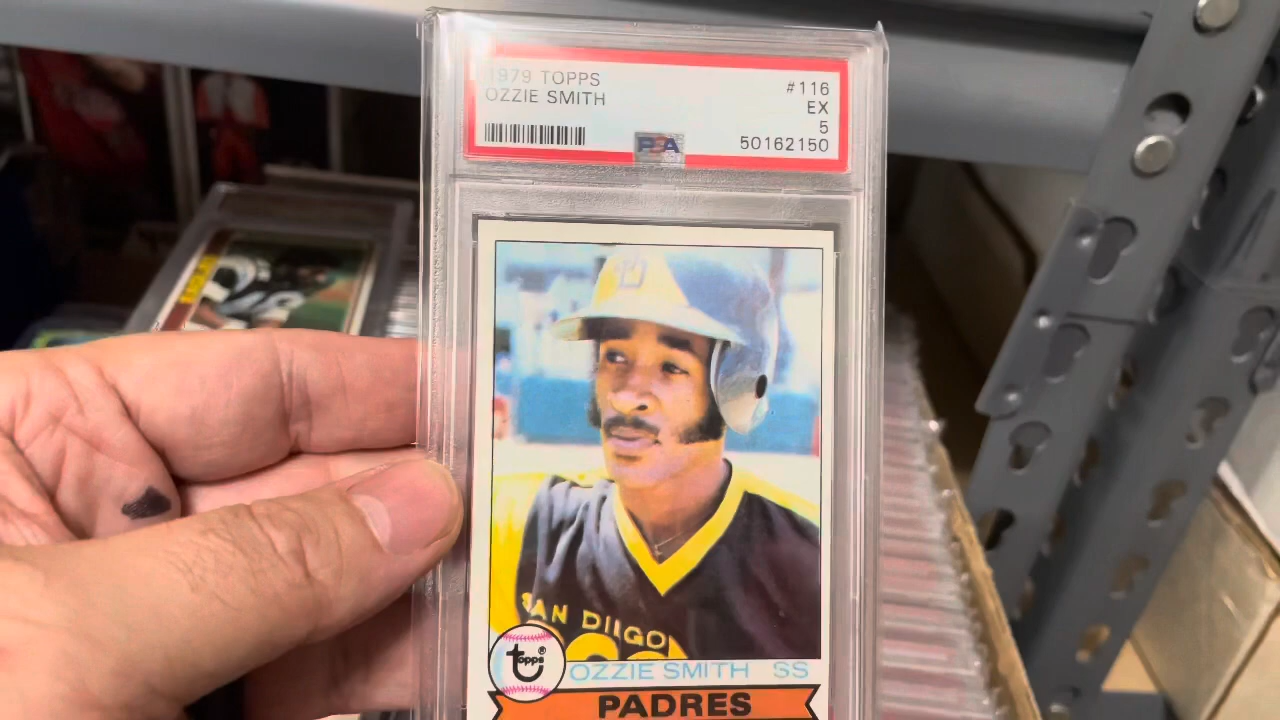 1979 TOPPS
#116
OZZIE SMITH
EX
5
PSA
50162150
SAN DIEGO
Topps®
OZZIE SMITH SS
PADRES